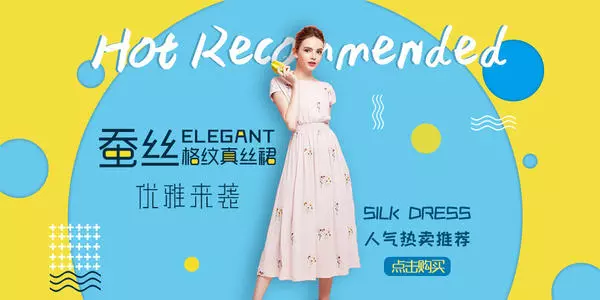 Hot Recommended
蚕丝
ELEGANT
格纹真丝裙
优雅来袭
SILK DRESS
人气热卖推荐
点击购买